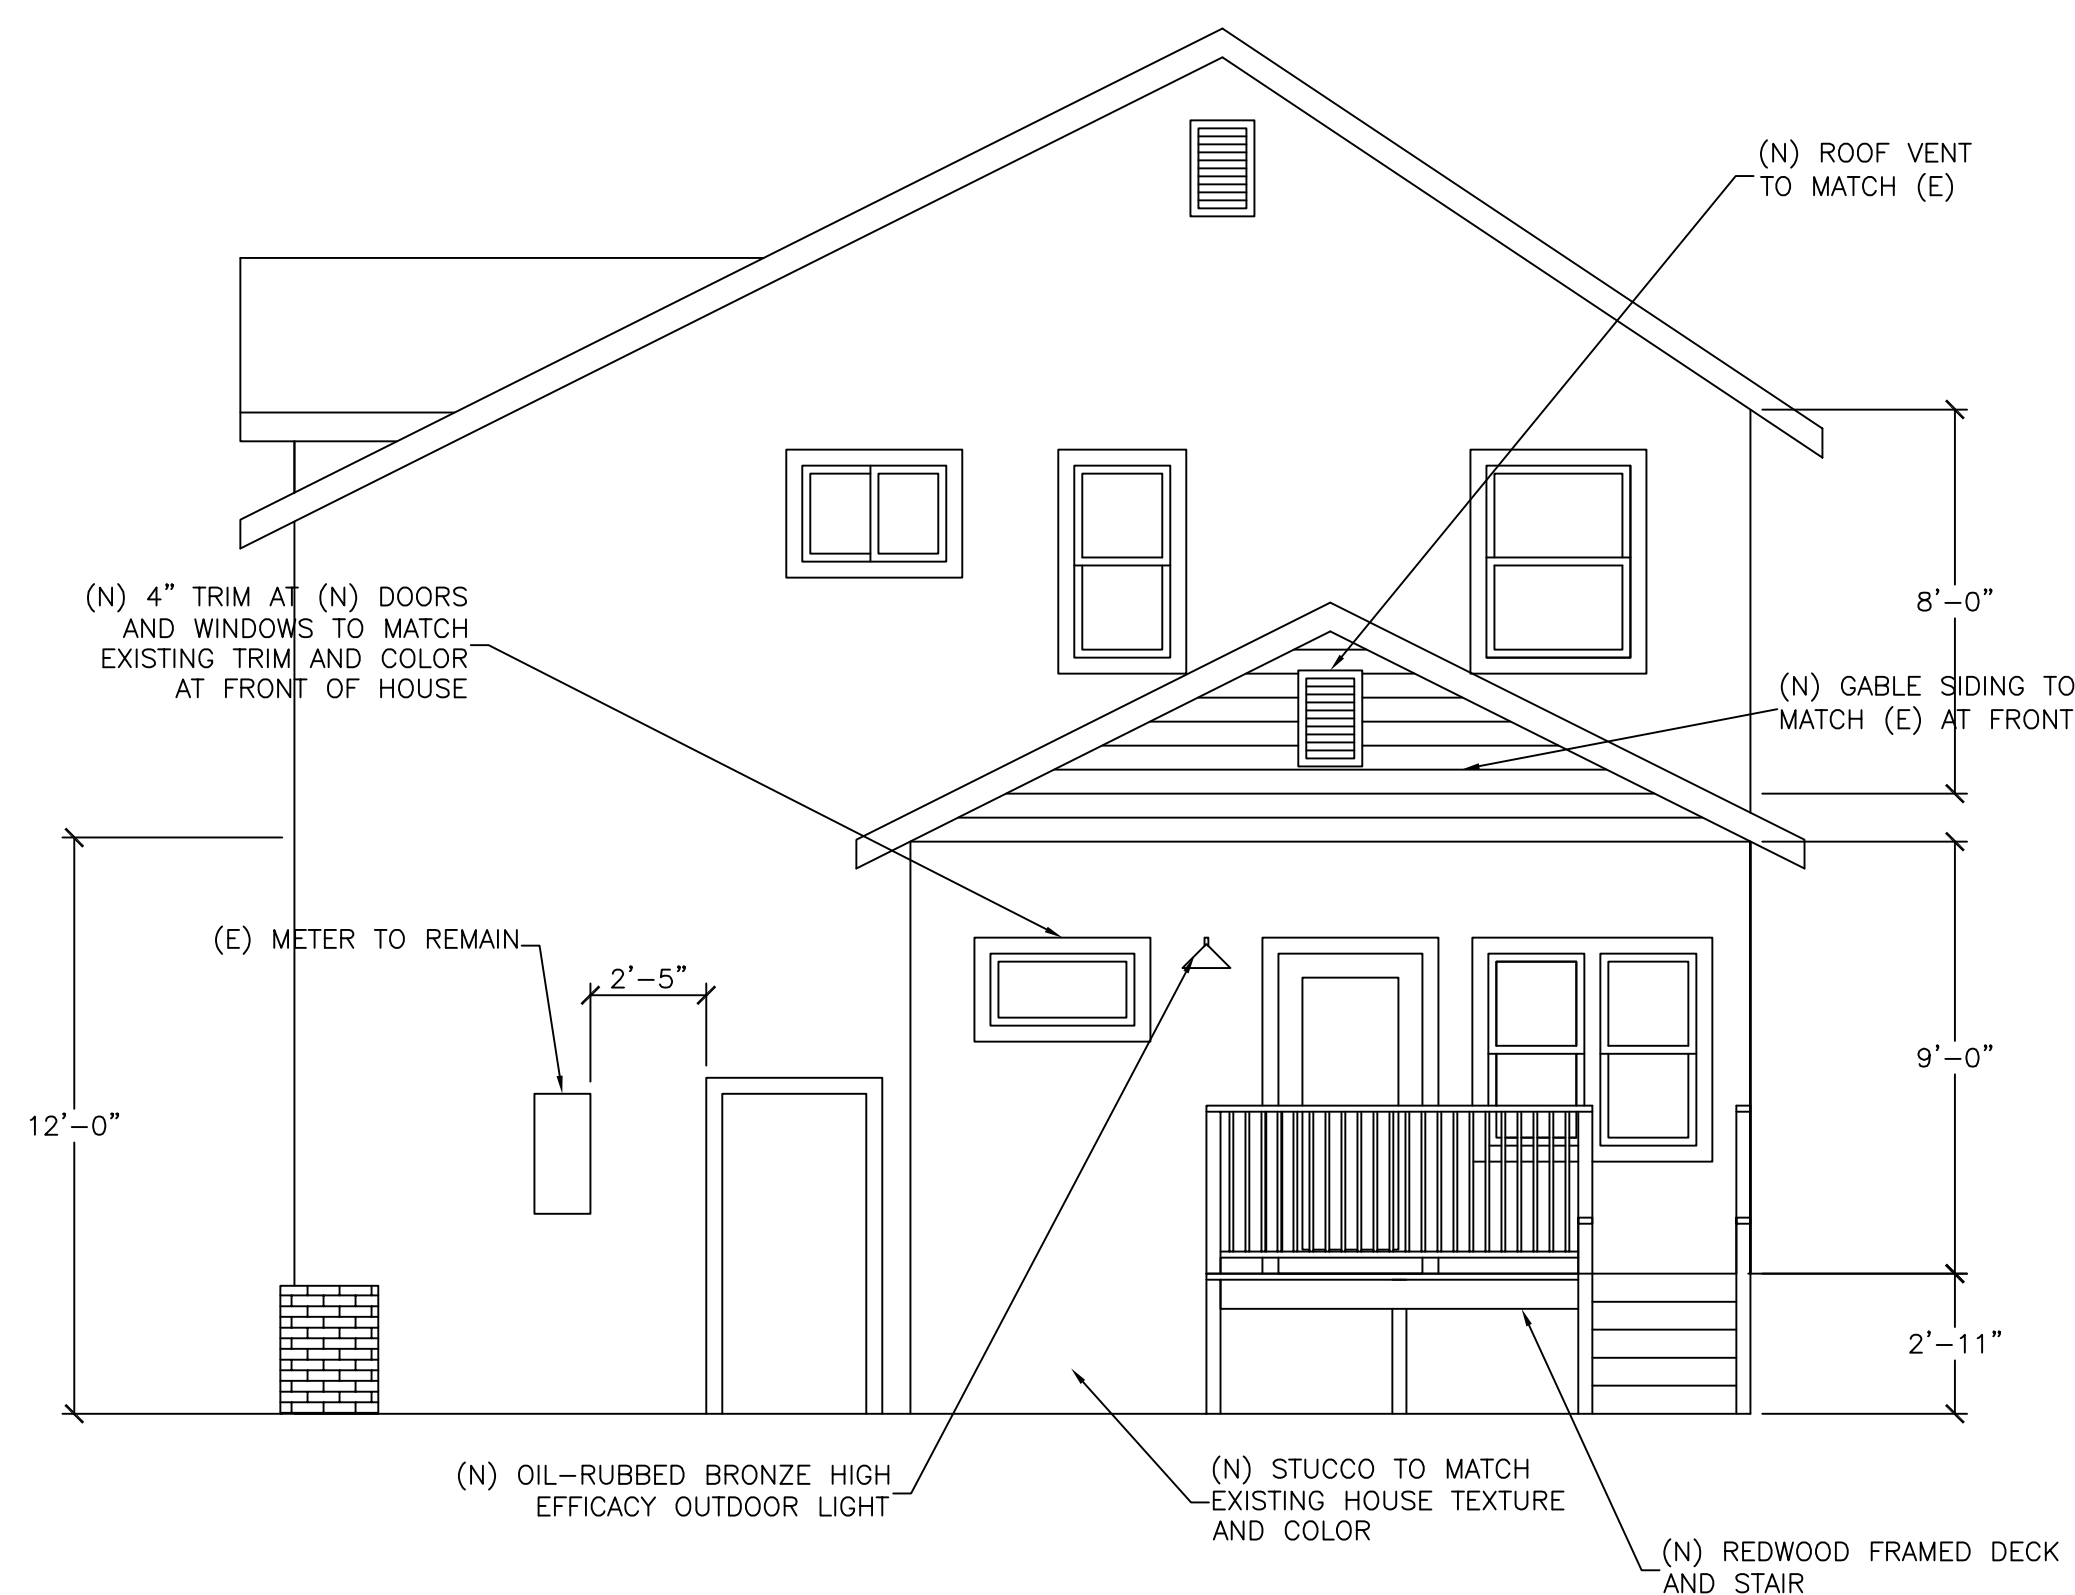 (N) ROOF VENT
TO MATCH (E)
(N) 4" TRIM AT (N) DOORS
AND WINDOWS TO MATCH
EXISTING TRIM AND COLOR
AT FRONT OF HOUSE
8'-0"
(N) GABLE SIDING TO
MATCH (E) AT FRONT
(E) METER TO REMAIN
2'-5"
9'-0"
12'-0"
2'-11"
(N) OIL-RUBBED BRONZE HIGH
EFFICACY OUTDOOR LIGHT
(N) STUCCO TO MATCH
EXISTING HOUSE TEXTURE
AND COLOR
(N) REDWOOD FRAMED DECK
AND STAIR